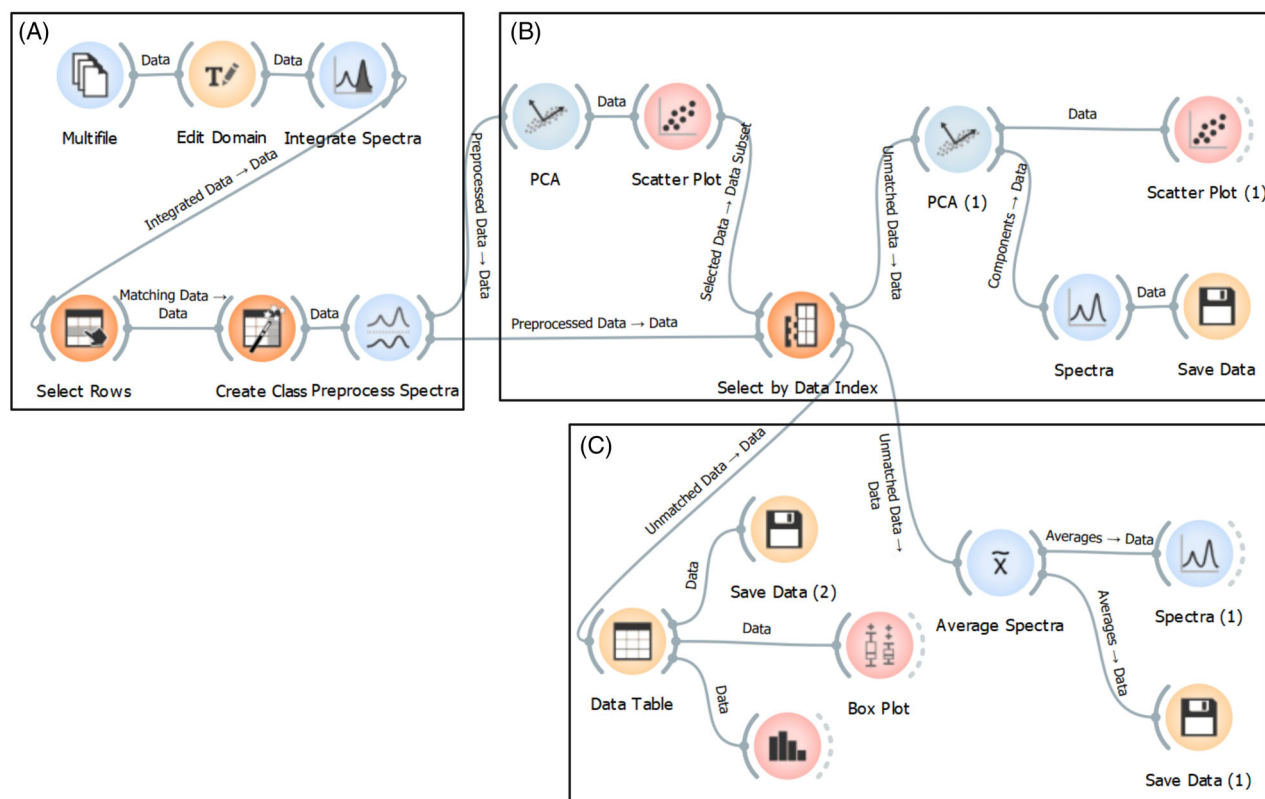 (A)
Data
Data
Multifile
Edit Domain
Integrate Spectra
Integrated Data → Data
Matching Data →
Data
Data
Select Rows
Create Class
Preprocess Spectra
Preprocessed Data → Data
Preprocessed Data → Data
(B)
Data
PCA
Scatter Plot
Selected Data → Data Subset
Select by Data Index
Unmatched Data → Data
PCA (1)
Data
Scatter Plot (1)
Components → Data
Data
Spectra
Save Data
(C)
Unmatched Data → Data
Unmatched Data →
Data
Data
Save Data (2)
Data
Data Table
Box Plot
Data
Average Spectra
Averages → Data
Spectra (1)
Averages → Data
Save Data (1)
T
x̃